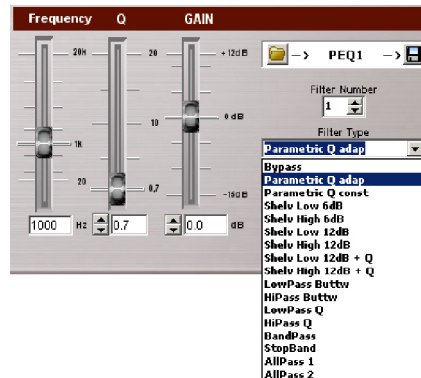 Frequency Q GAIN
20k 20 +12dB
–> PEQ1 –>
Filter Number
1
10 0 dB
1K
Filter Type
Parametric Q adap
20 0,7 -15dB
1000 Hz 0.7 0.0 dB
Bypass
Parametric Q adap
Parametric Q const
Shelv Low 6dB
Shelv High 6dB
Shelv Low 12dB
Shelv High 12dB
Shelv Low 12dB + Q
Shelv High 12dB + Q
LowPass Buttw
HiPass Buttw
LowPass Q
HiPass Q
BandPass
StopBand
AllPass 1
AllPass 2